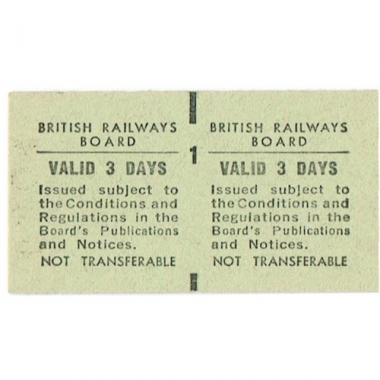 BRITISH RAILWAYS
BOARD
VALID 3 DAYS
Issued subject to
the Conditions and
Regulations in the
Board's Publications
and Notices.
NOT TRANSFERABLE
1
BRITISH RAILWAYS
BOARD
VALID 3 DAYS
Issued subject to
the Conditions and
Regulations in the
Board's Publications
and Notices.
NOT TRANSFERABLE